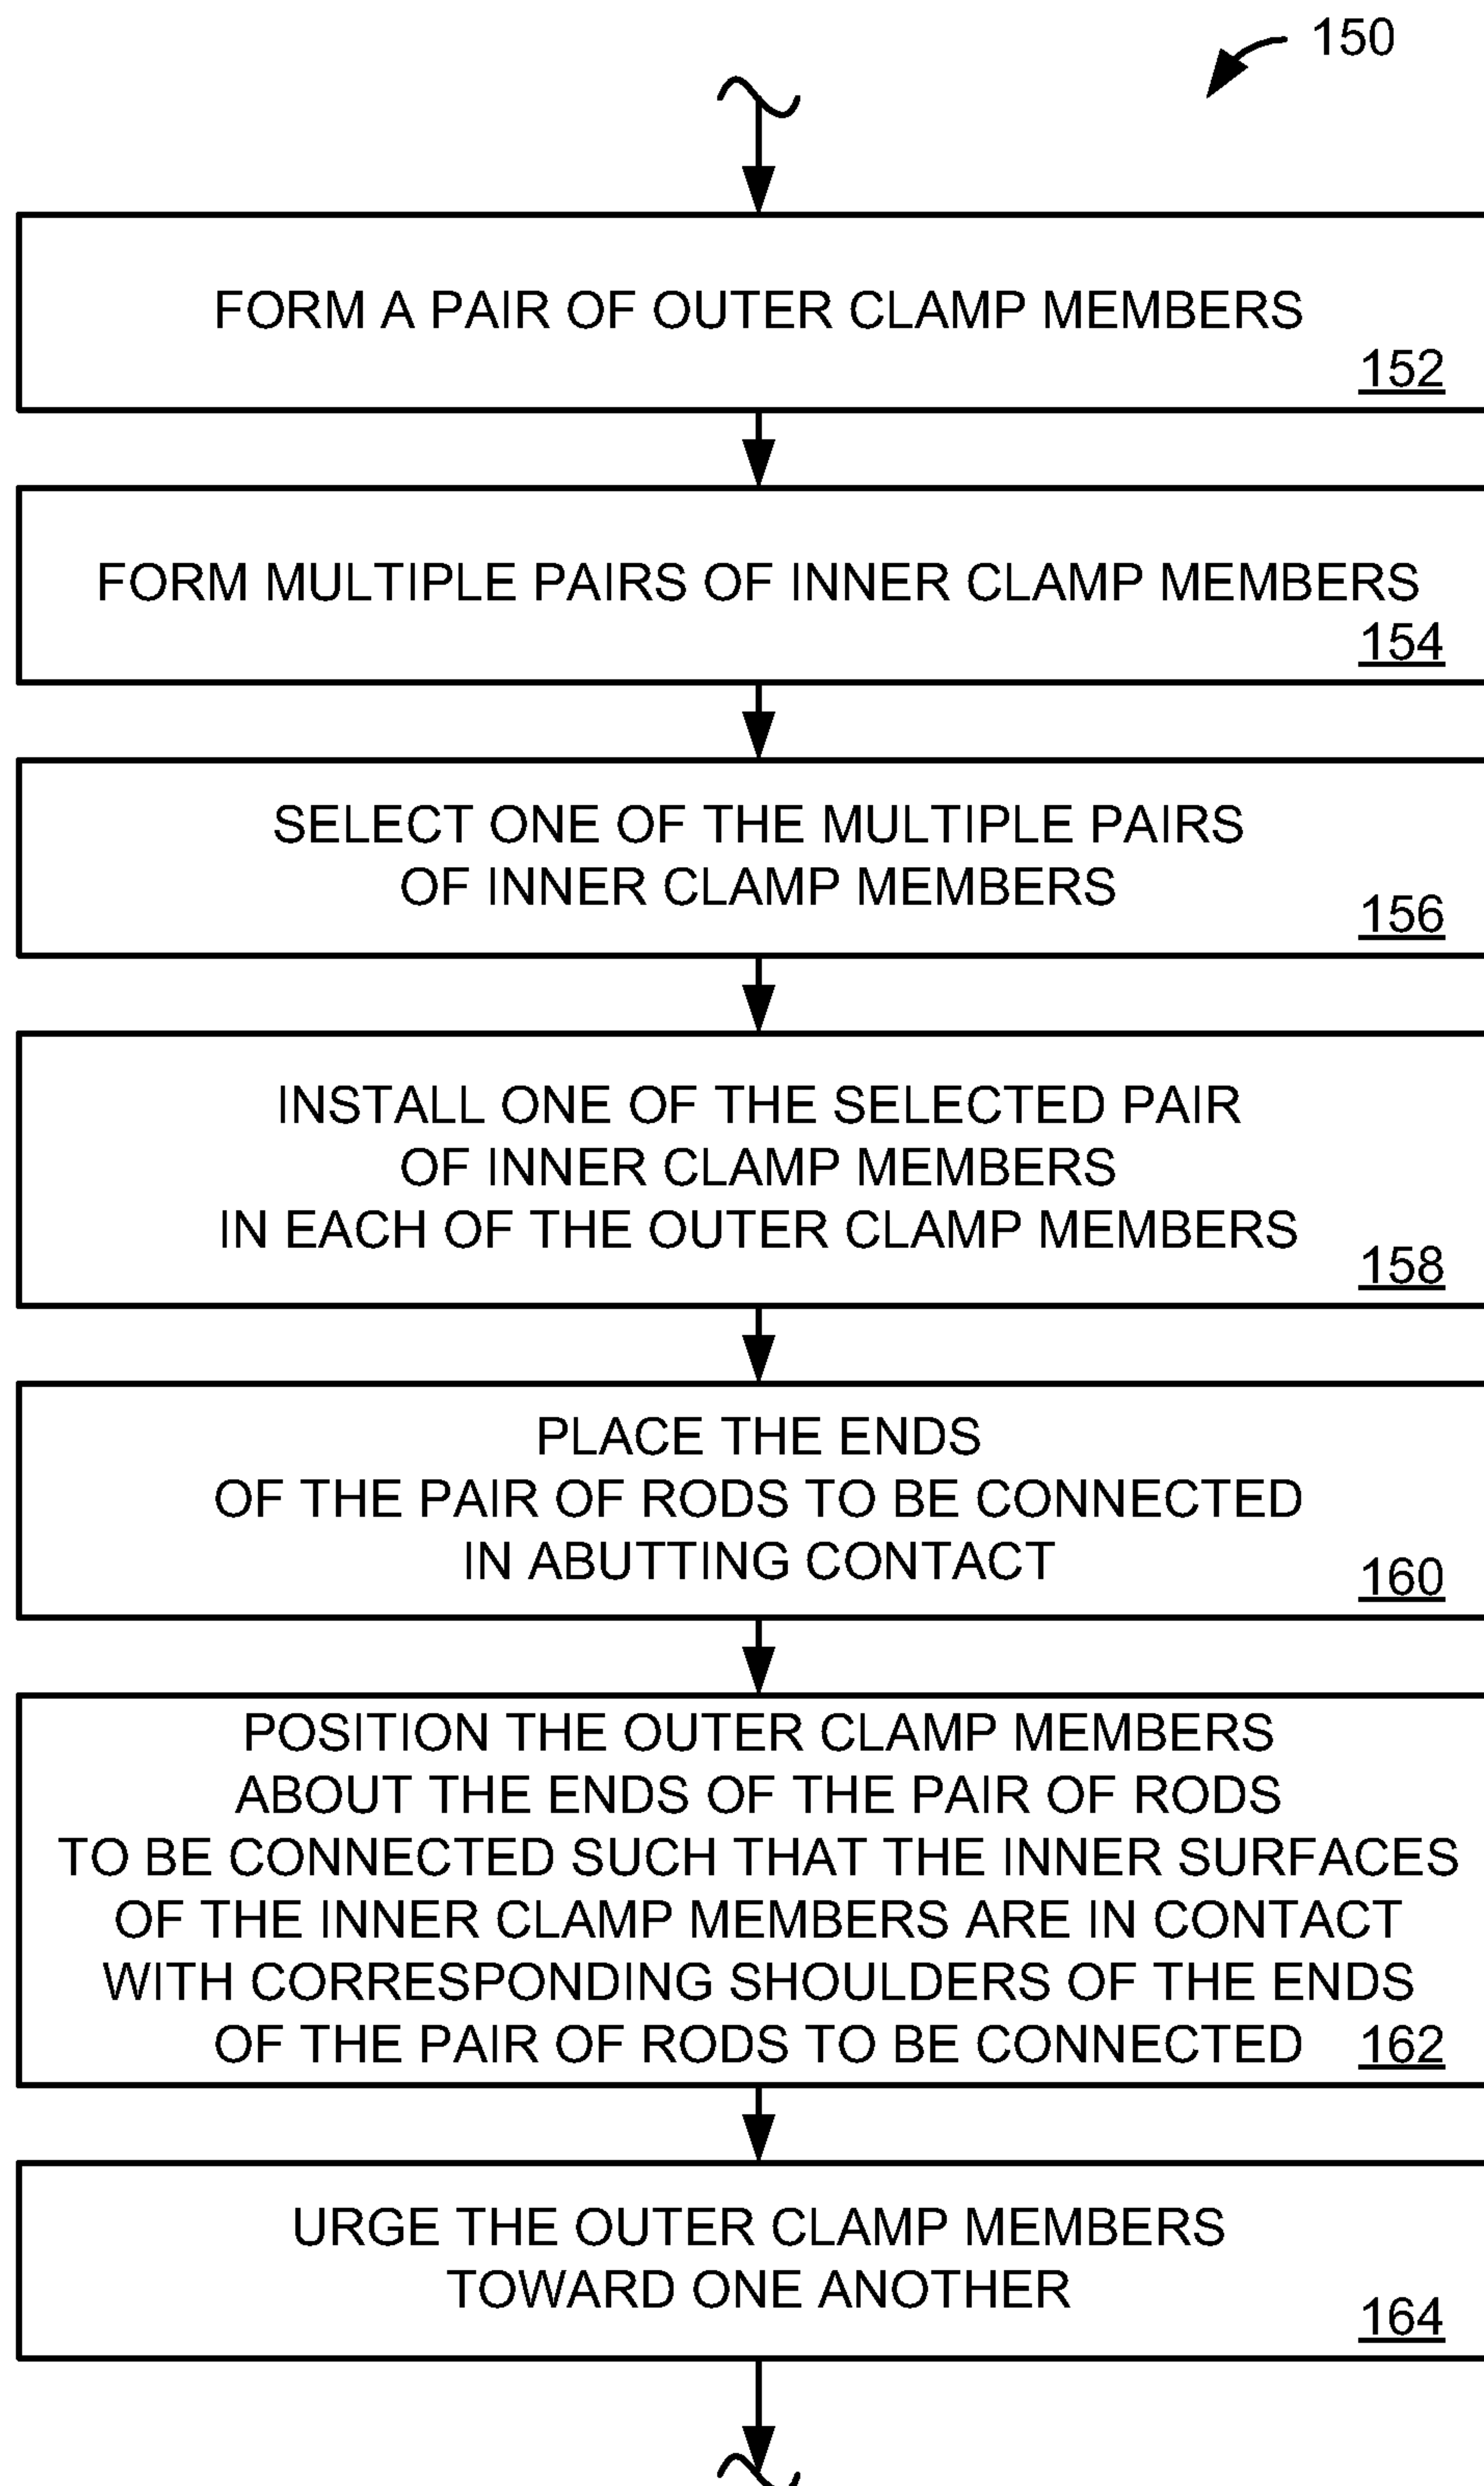 150
FORM A PAIR OF OUTER CLAMP MEMBERS
152
FORM MULTIPLE PAIRS OF INNER CLAMP MEMBERS
154
SELECT ONE OF THE MULTIPLE PAIRS
OF INNER CLAMP MEMBERS
156
INSTALL ONE OF THE SELECTED PAIR
OF INNER CLAMP MEMBERS
IN EACH OF THE OUTER CLAMP MEMBERS
158
PLACE THE ENDS
OF THE PAIR OF RODS TO BE CONNECTED
IN ABUTTING CONTACT
160
POSITION THE OUTER CLAMP MEMBERS
ABOUT THE ENDS OF THE PAIR OF RODS
TO BE CONNECTED SUCH THAT THE INNER SURFACES
OF THE INNER CLAMP MEMBERS ARE IN CONTACT
WITH CORRESPONDING SHOULDERS OF THE ENDS
OF THE PAIR OF RODS TO BE CONNECTED
162
URGE THE OUTER CLAMP MEMBERS
TOWARD ONE ANOTHER
164